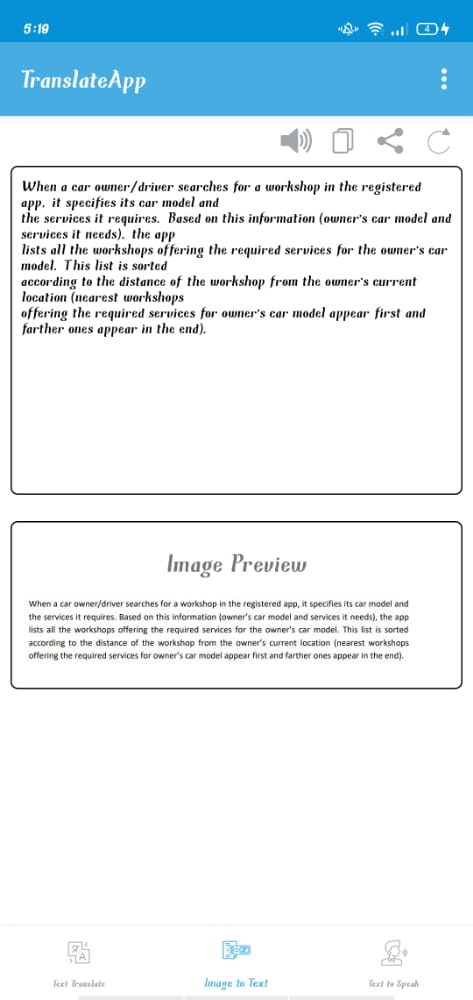 5:19
4
TranslateApp
When a car owner/driver searches for a workshop in the registered
app, it specifies its car model and
the services it requires. Based on this information (owner's car model and
services it needs), the app
lists all the workshops offering the required services for the owner's car
model. This list is sorted
according to the distance of the workshop from the owner's current
location (nearest workshops
offering the required services for owner's car model appear first and
farther ones appear in the end).
Image Preview
When a car owner/driver searches for a workshop in the registered app, it specifies its car model and
the services it requires. Based on this information (owner's car model and services it needs), the app
lists all the workshops offering the required services for the owner's car model. This list is sorted
according to the distance of the workshop from the owner's current location (nearest workshops
offering the required services for owner's car model appear first and farther ones appear in the end).
Text Translate
Image to Text
Text to Speah